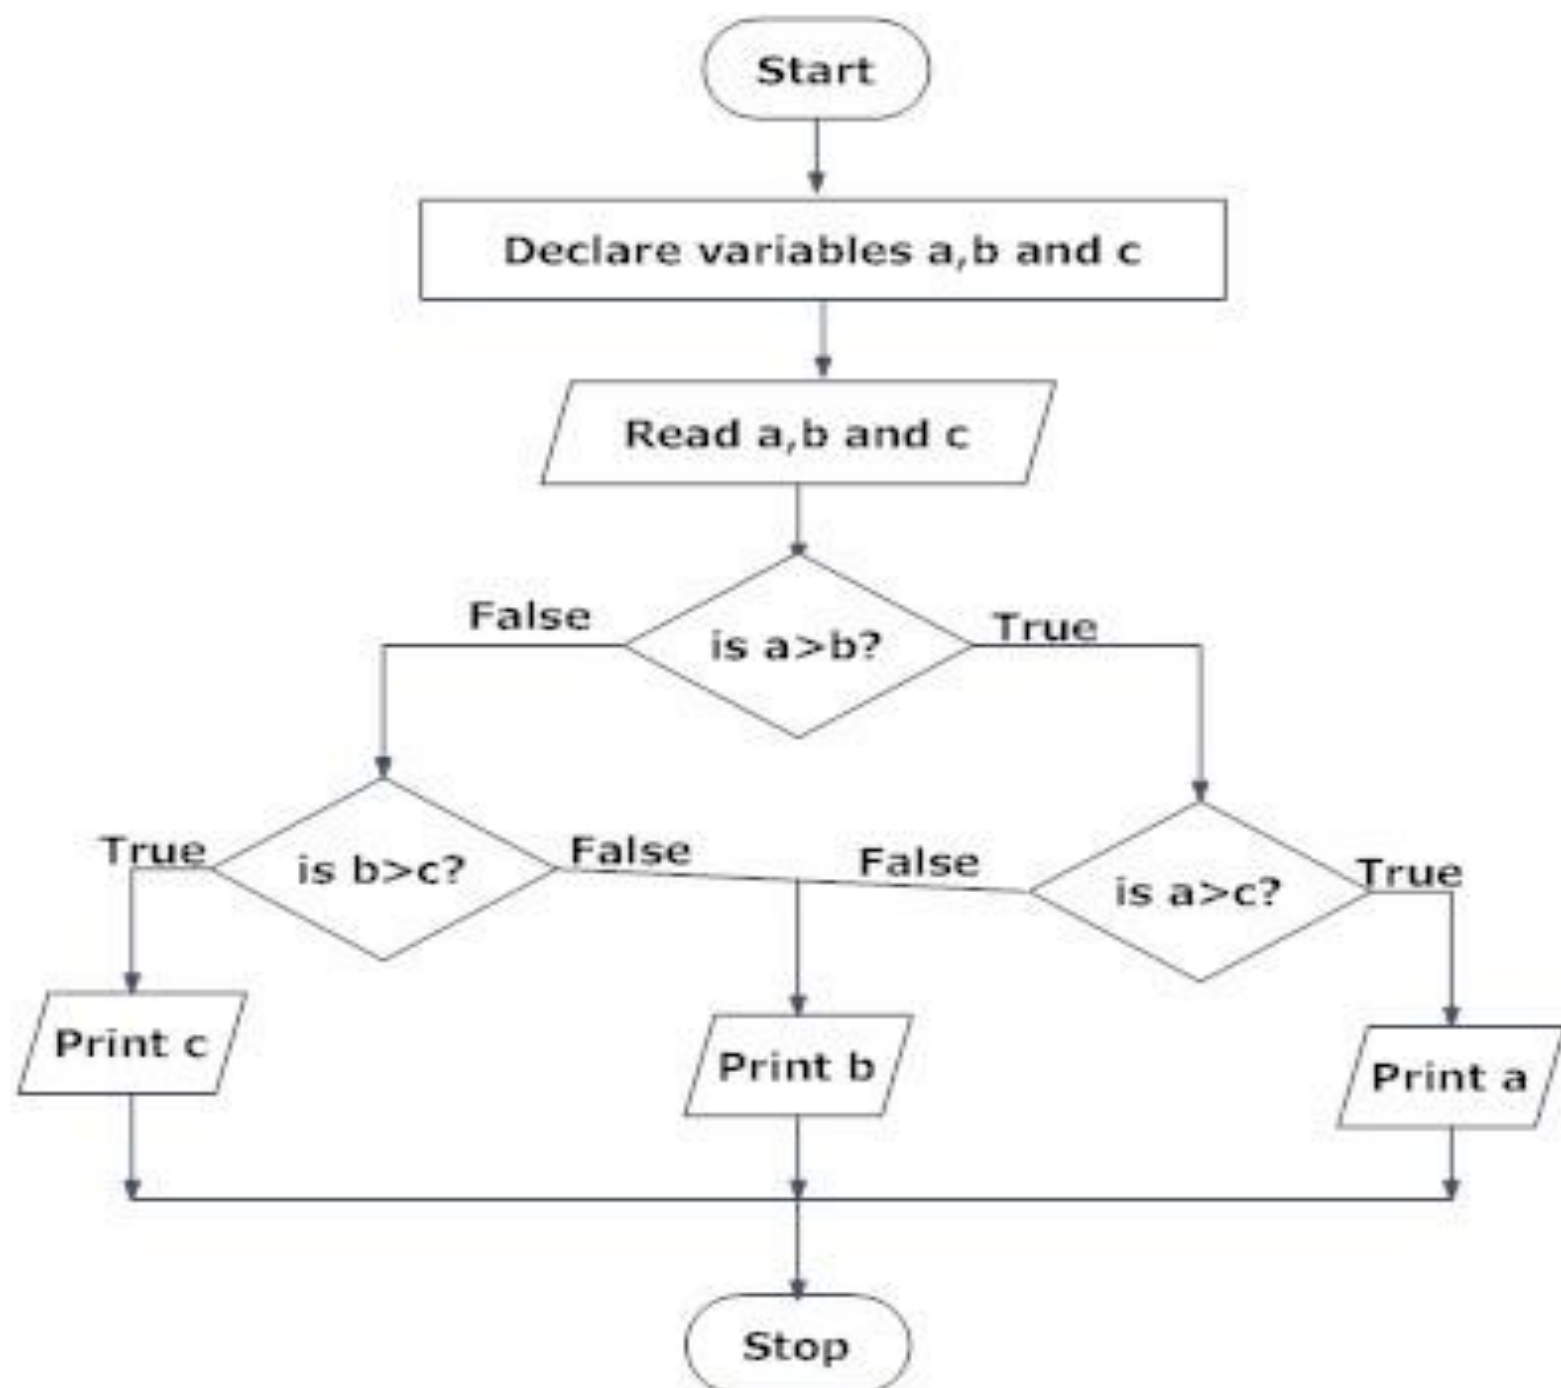 Start
Declare variables a,b and c
Read a,b and c
False
is a>b?
True
True
is b>c?
False
False
is a>c?
True
Print c
Print b
Print a
Stop